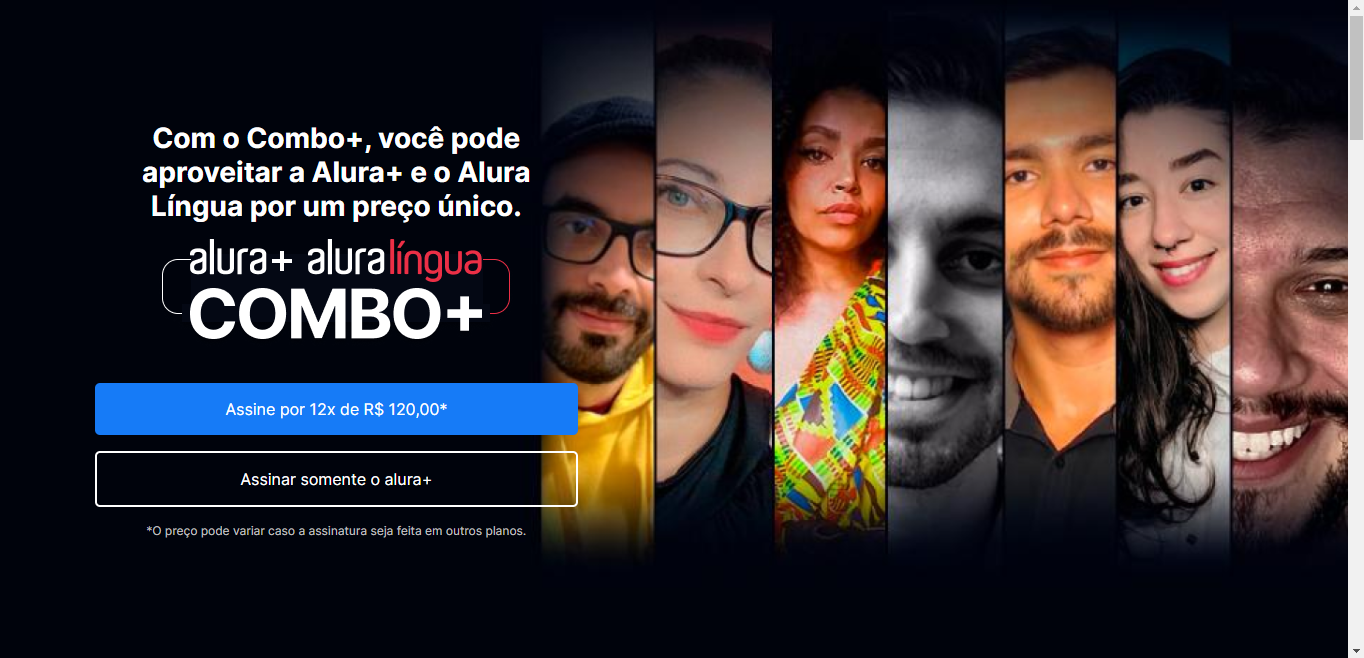 Com o Combo+, você pode
aproveitar a Alura+ e o Alura
Língua por um preço único.
alura+ aluralíngua
COMBO+
Assine por 12x de R$ 120,00*
Assinar somente o alura+
*O preço pode variar caso a assinatura seja feita em outros planos.